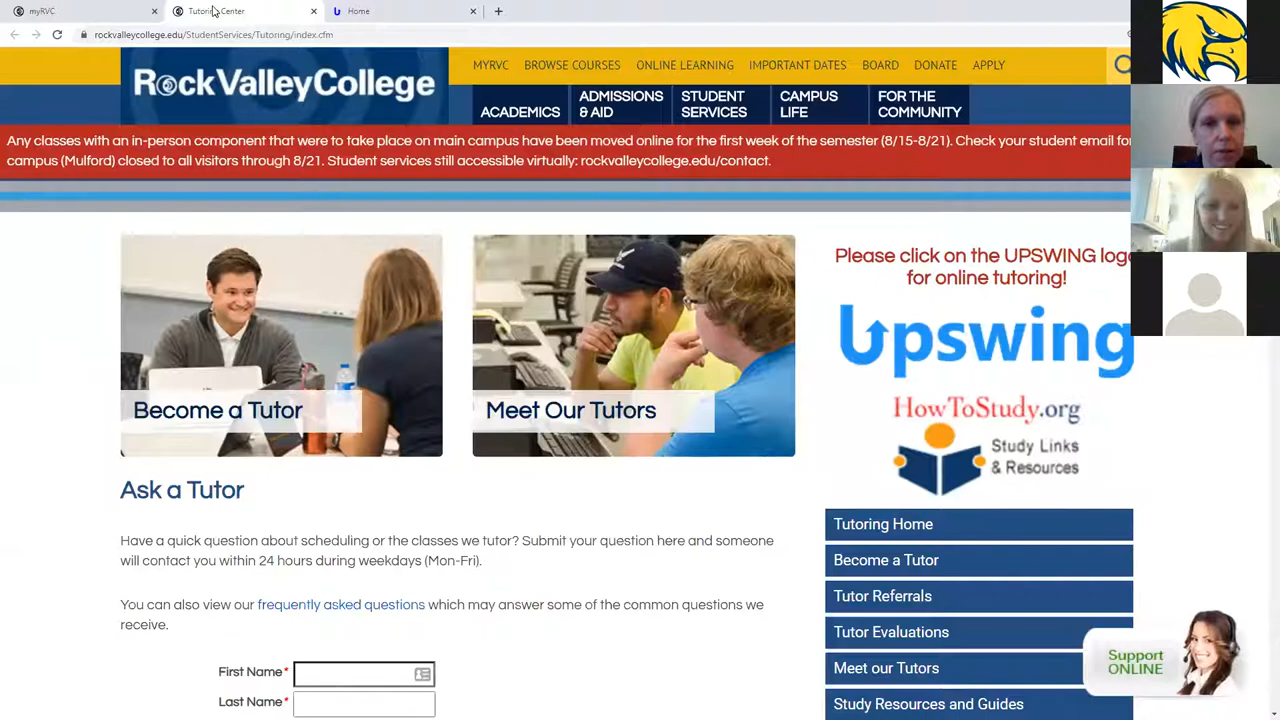 myRVC
Tutoring Center
Home
rockvalleycollege.edu/StudentServices/Tutoring/index.cfm
RockValleyCollege
MYRVC
BROWSE COURSES
ONLINE LEARNING
IMPORTANT DATES
BOARD
DONATE
APPLY
ACADEMICS
ADMISSIONS
& AID
STUDENT
SERVICES
CAMPUS
LIFE
FOR THE
COMMUNITY
Any classes with an in-person component that were to take place on main campus have been moved online for the first week of the semester (8/15-8/21). Check your student email for
campus (Mulford) closed to all visitors through 8/21. Student services still accessible virtually: rockvalleycollege.edu/contact.
Become a Tutor
Meet Our Tutors
Please click on the UPSWING logo
for online tutoring!
Upswing
HowToStudy.org
Study Links
& Resources
Ask a Tutor
Have a quick question about scheduling or the classes we tutor? Submit your question here and someone
will contact you within 24 hours during weekdays (Mon-Fri).
You can also view our frequently asked questions which may answer some of the common questions we
receive.
First Name*
Last Name*
Tutoring Home
Become a Tutor
Tutor Referrals
Tutor Evaluations
Meet our Tutors
Study Resources and Guides
Support
ONLINE